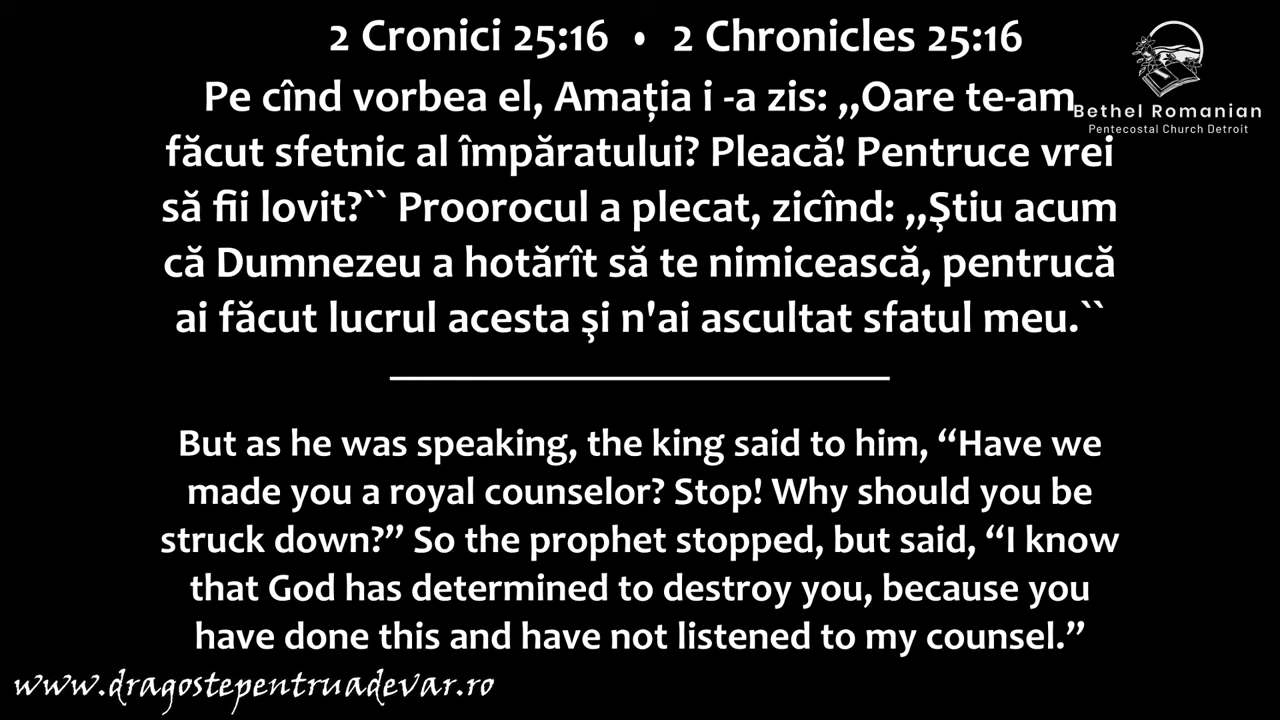 2 Cronici 25:16 • 2 Chronicles 25:16
Pe cînd vorbea el, Amaţia i -a zis: ,,Oare te-am
făcut sfetnic al împăratului? Pleacă! Pentruce vrei
să fii lovit?`` Proorocul a plecat, zicînd: ,,Ştiu acum
că Dumnezeu a hotărît să te nimicească, pentrucă
ai făcut lucrul acesta şi n'ai ascultat sfatul meu.``
But as he was speaking, the king said to him, “Have we
made you a royal counselor? Stop! Why should you be
struck down?” So the prophet stopped, but said, “I know
that God has determined to destroy you, because you
have done this and have not listened to my counsel.”
Bethel Romanian
Pentecostal Church Detroit
www.dragostepentruadevar.ro